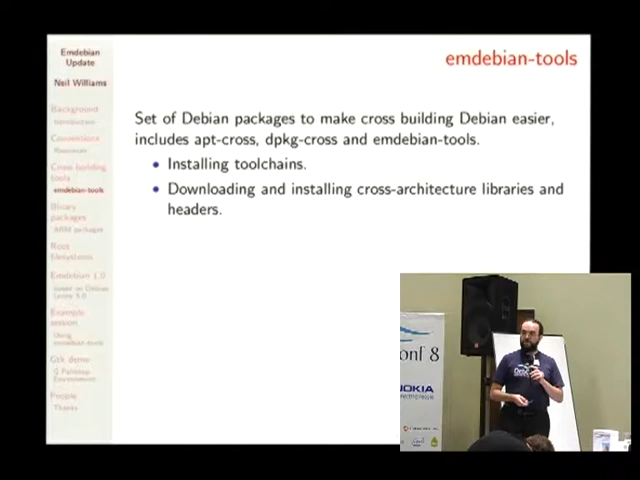 Emdebian
Update
Neil Williams
Background
Introduction
Conventions
Resources
Cross building
tools
emdebian-tools
Binary
packages
ARM packages
Root
filesystems
Emdebian 1.0
based on Debian
Lenny 5.0
Example
session
Using
emdebian-tools
Gtk demo
Environment
People
Thanks
emdebian-tools
Set of Debian packages to make cross building Debian easier,
includes apt-cross, dpkg-cross and emdebian-tools.
• Installing toolchains.
• Downloading and installing cross-architecture libraries and
headers.
onf 8
NOKIA